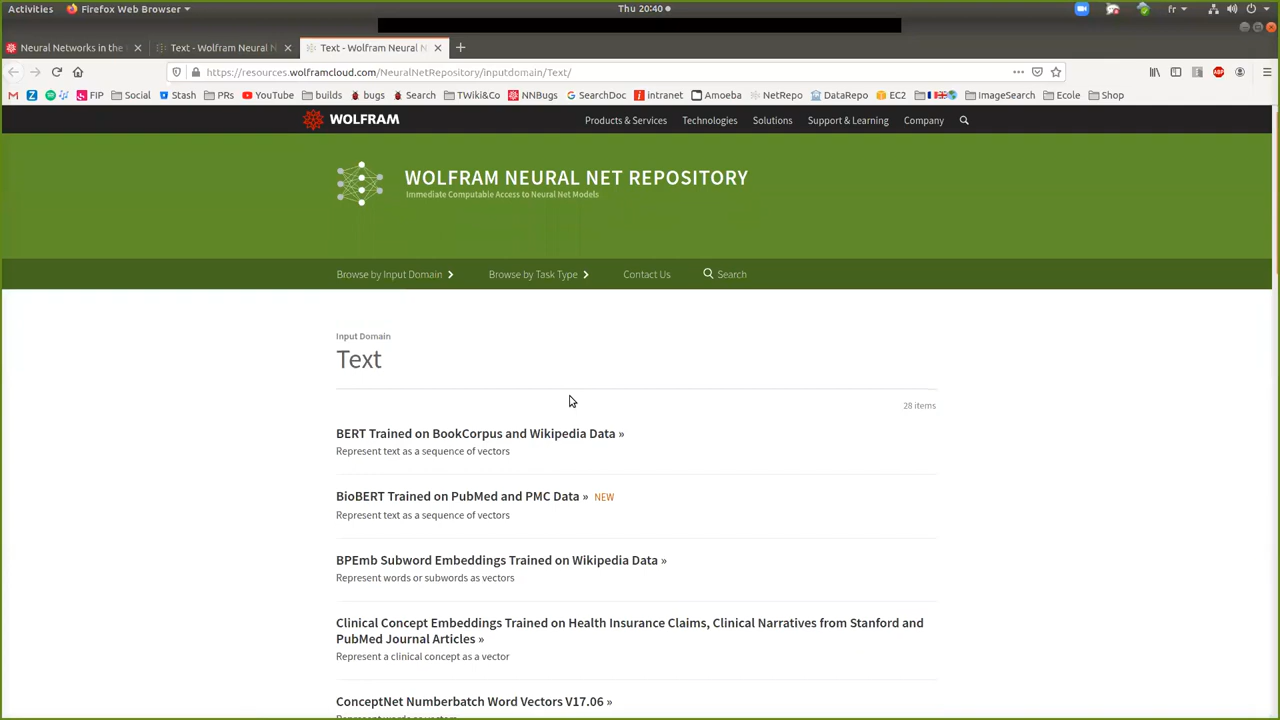 Activities Firefox Web Browser Thu 20:40 fr
Neural Networks in the Text - Wolfram Neural N Text - Wolfram Neural N
https://resources.wolframcloud.com/NeuralNetRepository/inputdomain/Text/
FIP Social Stash PRs YouTube builds bugs Search TWiki&Co NNBugs SearchDoc intranet Amoeba NetRepo DataRepo EC2 ImageSearch Ecole Shop
WOLFRAM Products & Services Technologies Solutions Support & Learning Company
WOLFRAM NEURAL NET REPOSITORY
Immediate Computable Access to Neural Net Models
Browse by Input Domain Browse by Task Type Contact Us Search
Input Domain
Text
28 items
BERT Trained on BookCorpus and Wikipedia Data »
Represent text as a sequence of vectors
BioBERT Trained on PubMed and PMC Data » NEW
Represent text as a sequence of vectors
BPEmb Subword Embeddings Trained on Wikipedia Data »
Represent words or subwords as vectors
Clinical Concept Embeddings Trained on Health Insurance Claims, Clinical Narratives from Stanford and
PubMed Journal Articles »
Represent a clinical concept as a vector
ConceptNet Numberbatch Word Vectors V17.06 »
Represent words as vectors